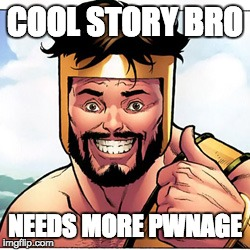 COOL STORY BRO
NEEDS MORE PWNAGE
imgflip.com